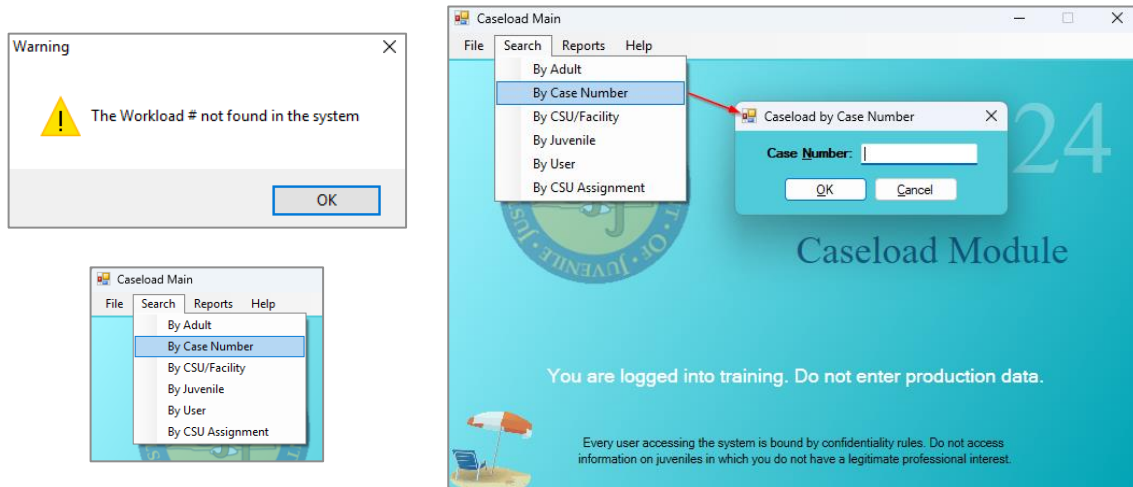 Warning
The Workload # not found in the system
OK
Caseload Main
File Search Reports Help
By Adult
By Case Number
By CSU/Facility
By Juvenile
By User
By CSU Assignment
Caseload Main
File Search Reports Help
By Adult
By Case Number
By CSU/Facility
By Juvenile
By User
By CSU Assignment
Caseload by Case Number
Case Number:
OK Cancel
24
OF JUVENILE
Caseload Module
You are logged into training. Do not enter production data.
Every user accessing the system is bound by confidentiality rules. Do not access
information on juveniles in which you do not have a legitimate professional interest.